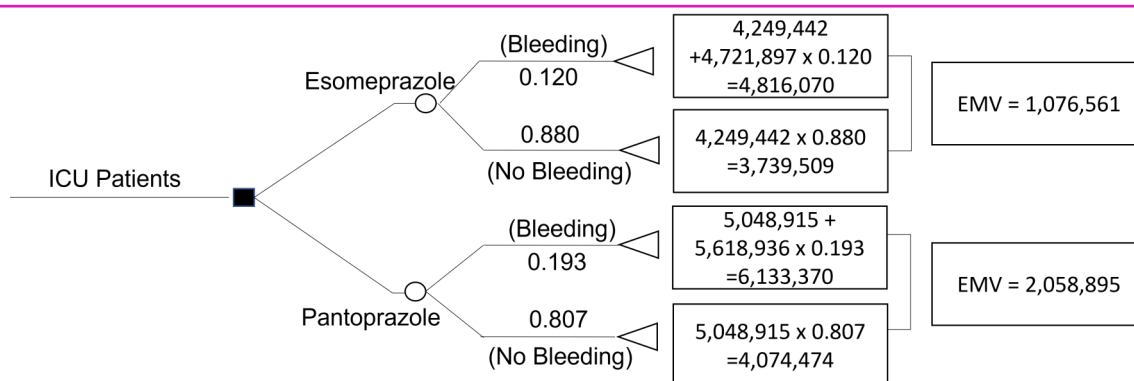 ICU Patients
Esomeprazole
(Bleeding)
0.120
4,249,442
+4,721,897 x 0.120
=4,816,070
0.880
(No Bleeding)
4,249,442 x 0.880
=3,739,509
EMV = 1,076,561
Pantoprazole
(Bleeding)
0.193
5,048,915 +
5,618,936 x 0.193
=6,133,370
0.807
(No Bleeding)
5,048,915 x 0.807
=4,074,474
EMV = 2,058,895